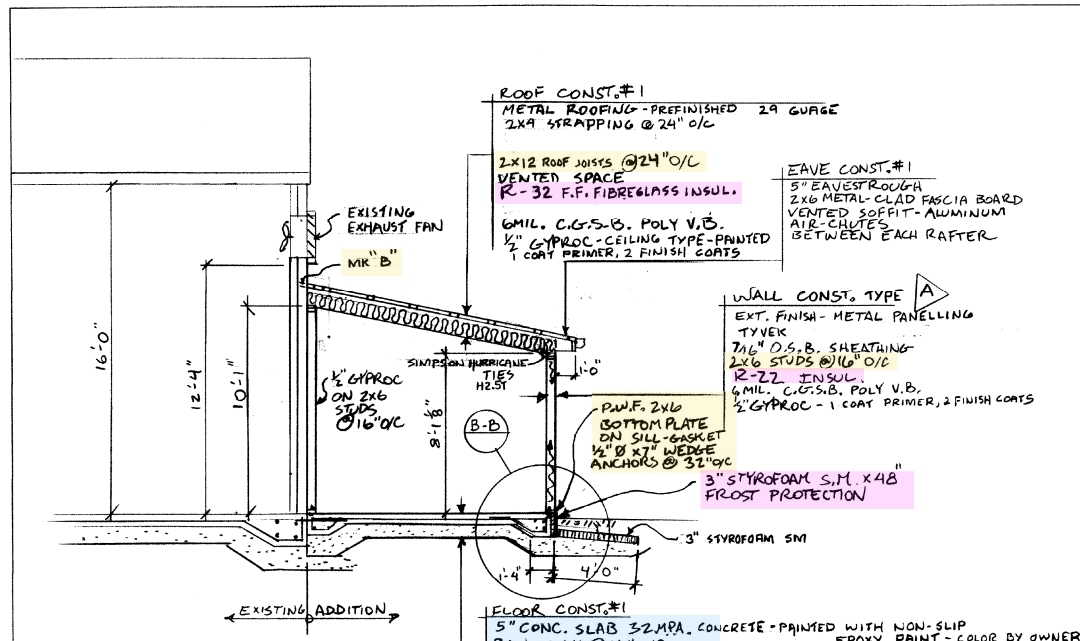 ROOF CONST.#1
METAL ROOFING - PREFINISHED 29 GUAGE
2X4 STRAPPING @ 24" O/C
2X12 ROOF JOISTS @24" O/C
VENTED SPACE
R-32 F.F. FIBREGLASS INSUL.
6MIL. C.G.S.B. POLY V.B.
½" GYPROC - CEILING TYPE - PAINTED
1 COAT PRIMER, 2 FINISH COATS
EAVE CONST.#1
5" EAVESTROUGH
2X6 METAL-CLAD FASCIA BOARD
VENTED SOFFIT - ALUMINUM
AIR-CHUTES
BETWEEN EACH RAFTER
EXISTING
EXHAUST FAN
MK "B"
WALL CONST. TYPE A
EXT. FINISH - METAL PANELLING
TYVEK
7/16" O.S.B. SHEATHING
2X6 STUDS @16" O/C
R-22 INSUL.
6MIL. C.G.S.B. POLY V.B.
½" GYPROC - 1 COAT PRIMER, 2 FINISH COATS
16'-0"
12'-4"
10'-1"
½" GYPROC
ON 2X6
STUDS
@16" O/C
SIMPSON HURRICANE
TIES
H2.5T
1'-0"
8'-1⅛"
B-B
P.W.F. 2X6
BOTTOM PLATE
ON SILL-GASKET
½" Ø X7" WEDGE
ANCHORS @ 32" O/C
3" STYROFOAM S.M. X 48"
FROST PROTECTION
3" STYROFOAM SM
1'-4"
4'-0"
EXISTING ADDITION
FLOOR CONST.#1
5" CONC. SLAB 32MPA. CONCRETE - PAINTED WITH NON-SLIP
EPOXY PAINT - COLOR BY OWNER